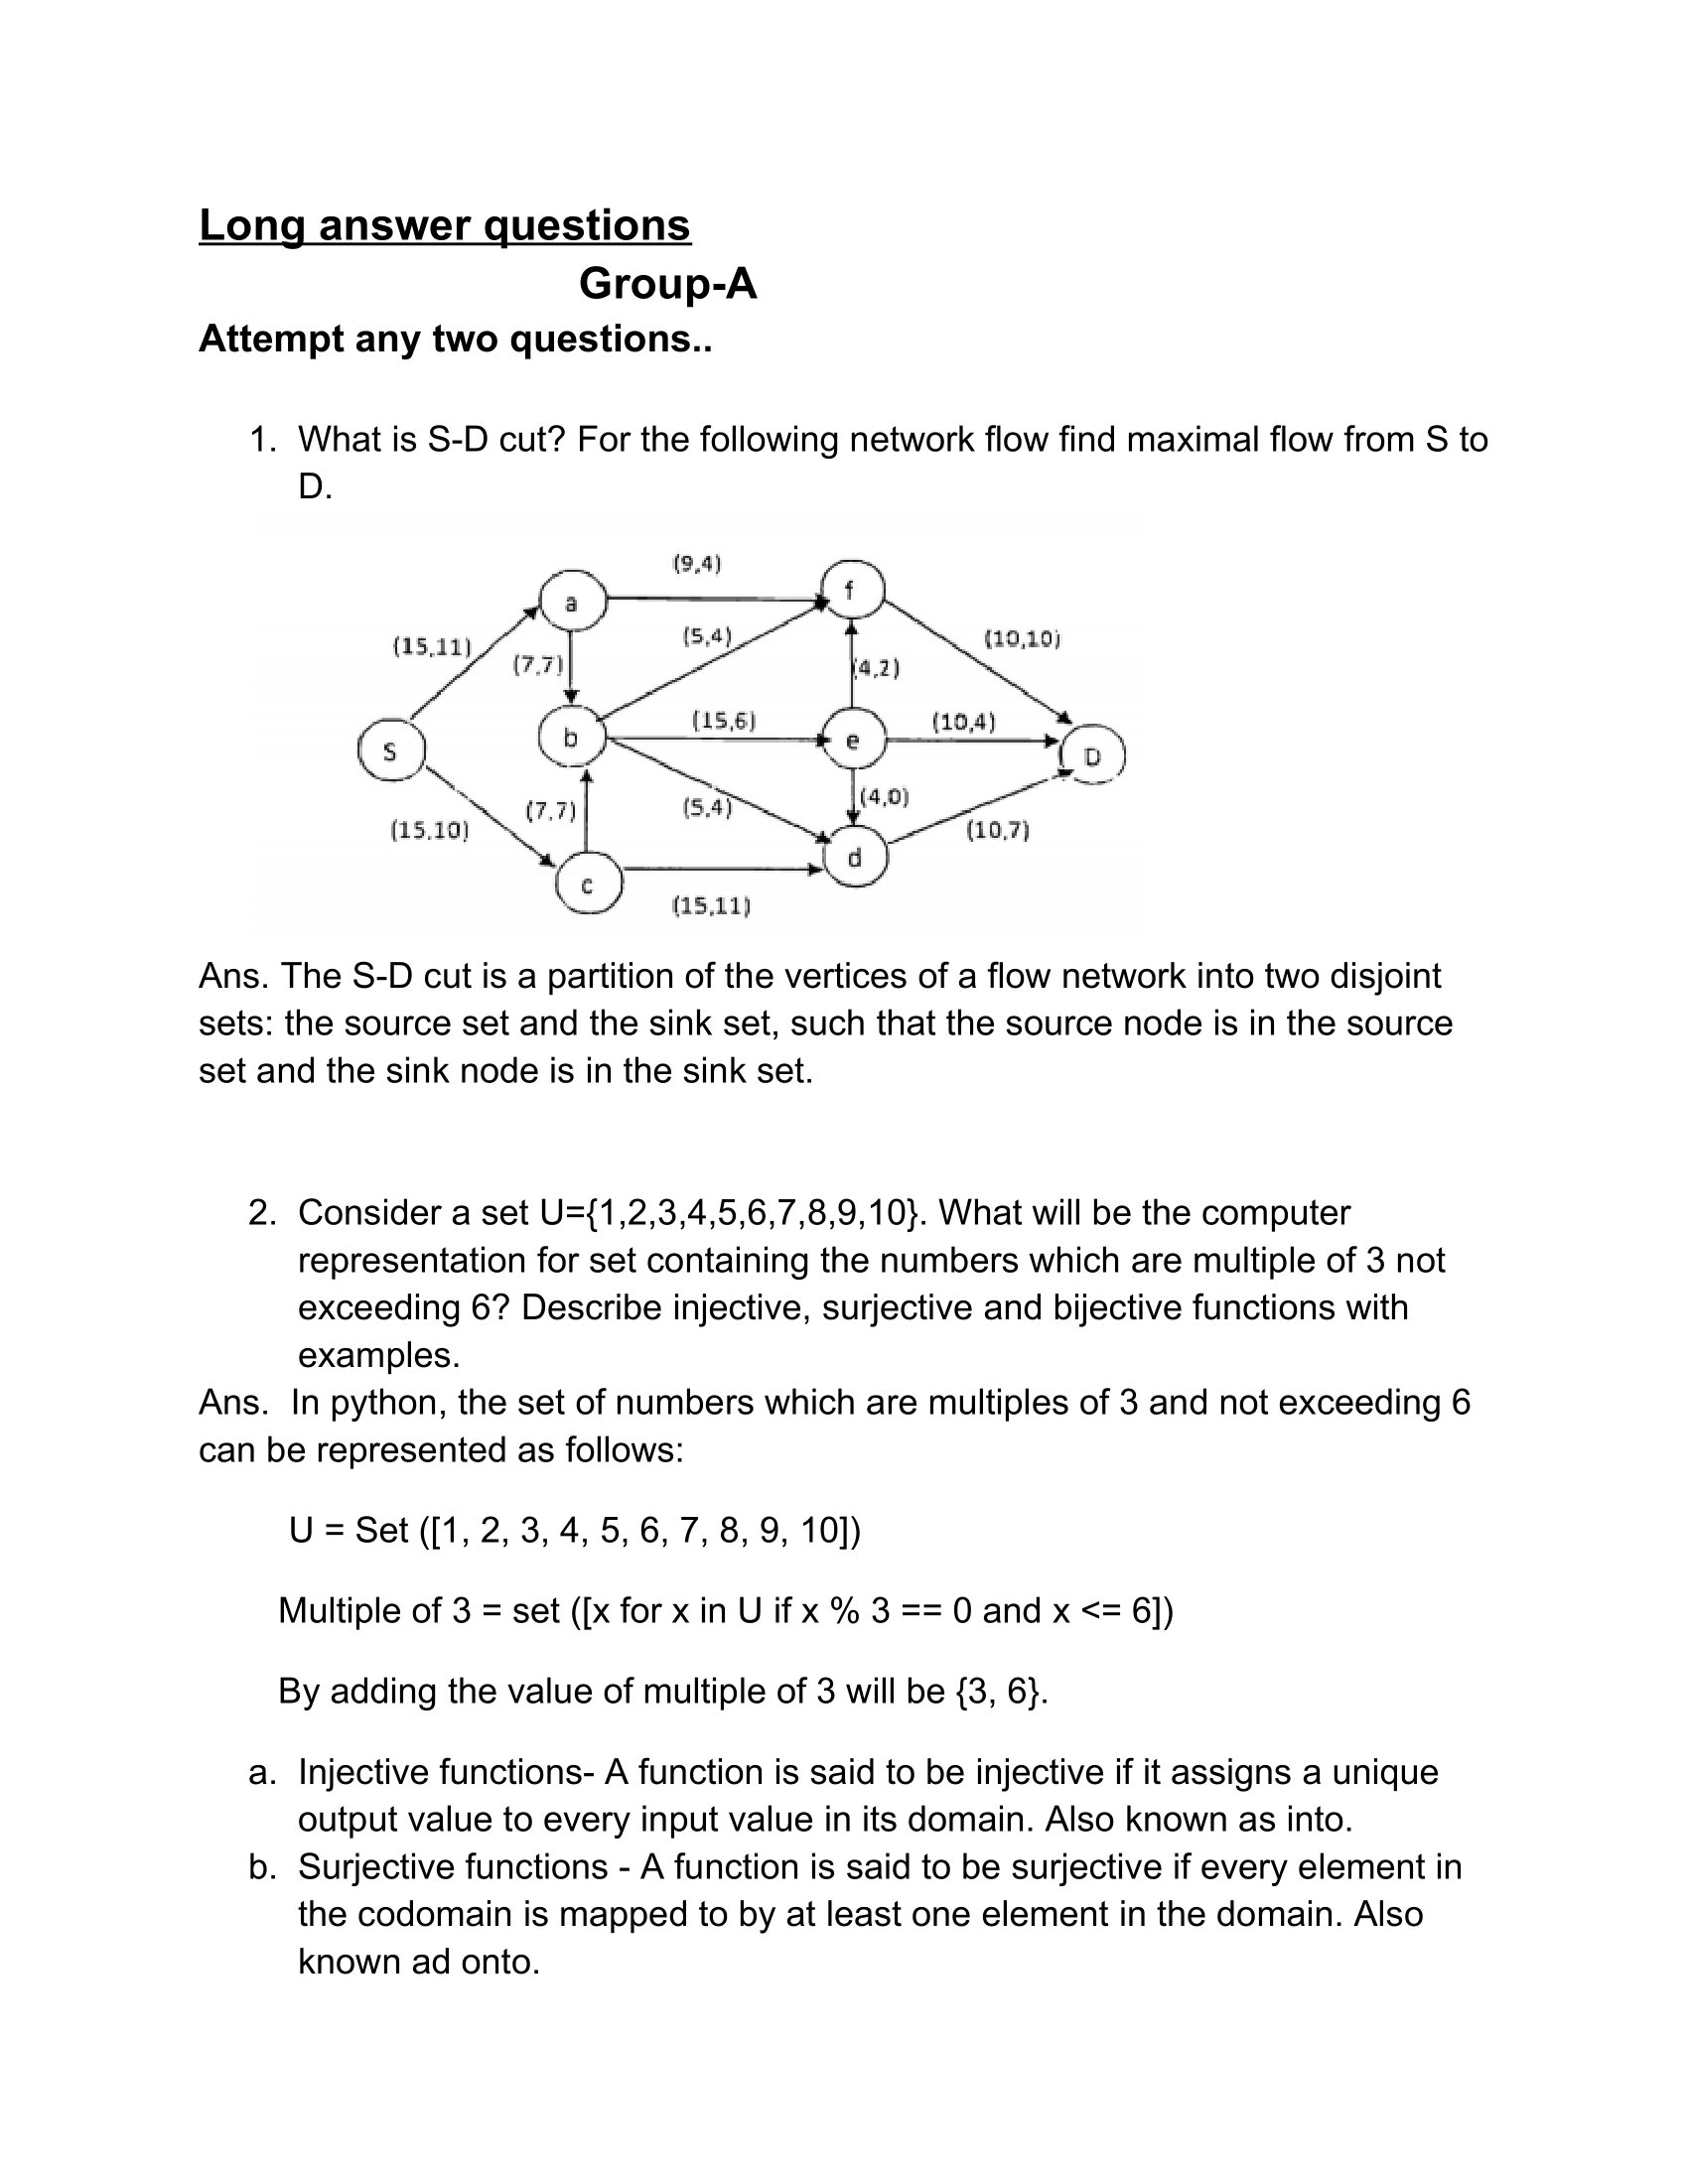 Long answer questions
Group-A
Attempt any two questions..
1. What is S-D cut? For the following network flow find maximal flow from S to
D.
(9,4)
a
f
(15,11)
(7,7)
(5,4)
(4,2)
(10,10)
S
b
(15,6)
e
(10,4)
D
(15,10)
(7,7)
(5,4)
(4,0)
(10,7)
c
d
(15,11)
Ans. The S-D cut is a partition of the vertices of a flow network into two disjoint
sets: the source set and the sink set, such that the source node is in the source
set and the sink node is in the sink set.
2. Consider a set U={1,2,3,4,5,6,7,8,9,10}. What will be the computer
representation for set containing the numbers which are multiple of 3 not
exceeding 6? Describe injective, surjective and bijective functions with
examples.
Ans. In python, the set of numbers which are multiples of 3 and not exceeding 6
can be represented as follows:
U = Set ([1, 2, 3, 4, 5, 6, 7, 8, 9, 10])
Multiple of 3 = set ([x for x in U if x % 3 == 0 and x <= 6])
By adding the value of multiple of 3 will be {3, 6}.
a. Injective functions- A function is said to be injective if it assigns a unique
output value to every input value in its domain. Also known as into.
b. Surjective functions - A function is said to be surjective if every element in
the codomain is mapped to by at least one element in the domain. Also
known ad onto.